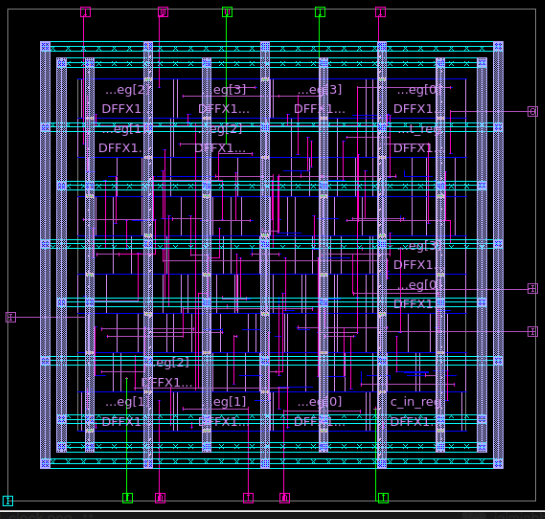 ...eg[2
...eg[3]
...eg[3]
...eg[0]
DFFX1.
DFFX1...
DFFX1...
DFFX1...
...eg[1
...eg[2]
DFFX1.
DFFX1...
DFFX1...
...eg[3
DFFX1
...eg[0
DFFX1
...eg[2]
DFFX1...
...eg[1
...eg[1]
...eg[0]
c_in_reg
DFFX1...
DFFX1...
DFFX1...
DFFX1...